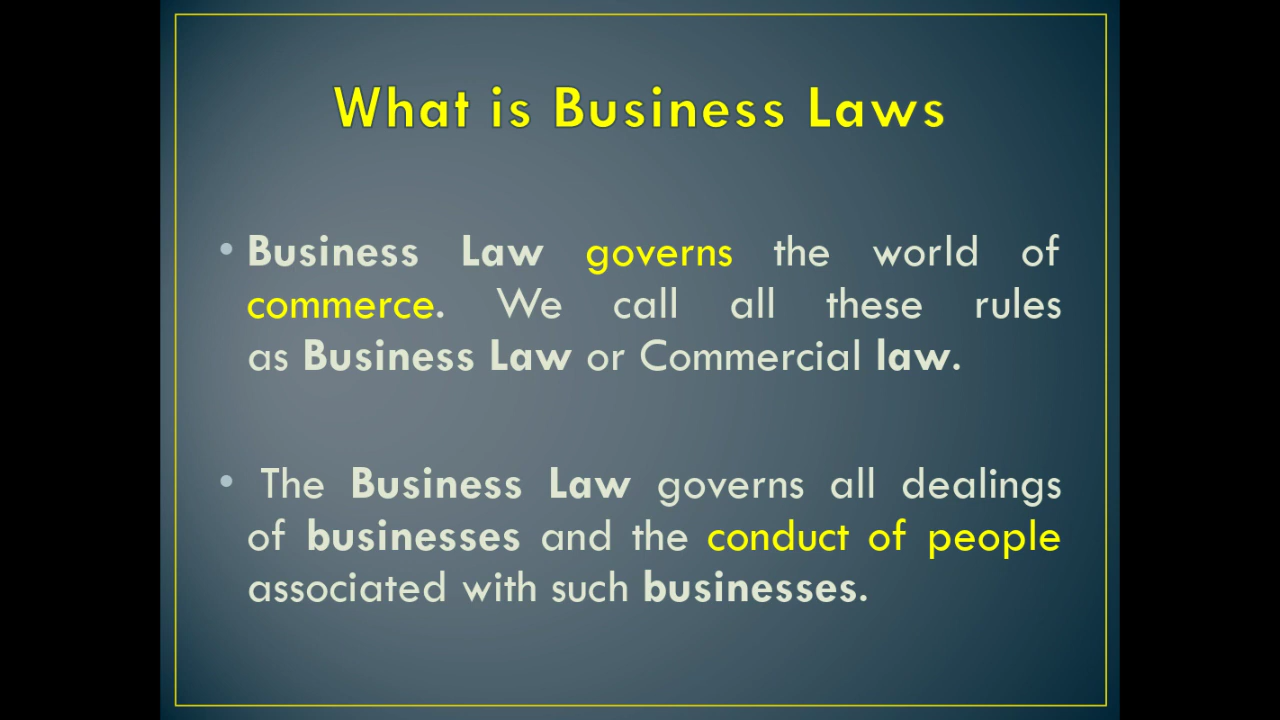 What is Business Laws
• Business Law governs the world of
commerce. We call all these rules
as Business Law or Commercial law.
• The Business Law governs all dealings
of businesses and the conduct of people
associated with such businesses.